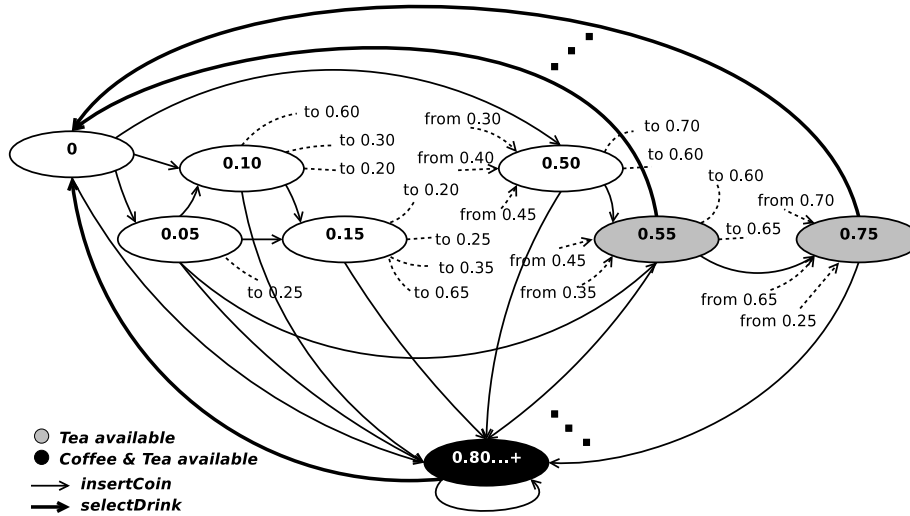 to 0.60
from 0.30
to 0.70
0
to 0.30
0.10
to 0.20
from 0.40
0.50
to 0.60
to 0.60
to 0.20
from 0.45
from 0.70
0.05
0.15
to 0.25
0.55
to 0.65
0.75
from 0.45
to 0.35
to 0.25
to 0.65
from 0.35
from 0.65
from 0.25
Tea available
Coffee & Tea available
0.80...+
insertCoin
selectDrink